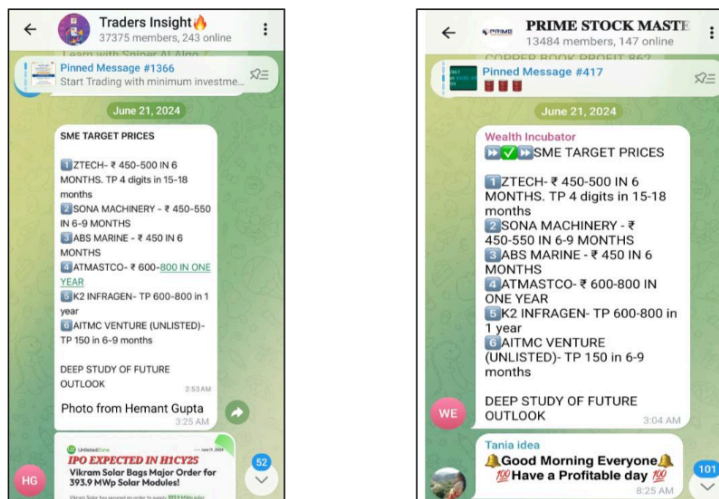 Traders Insight🔥
37375 members, 243 online
Pinned Message #1366
Start Trading with minimum investme...
June 21, 2024
SME TARGET PRICES
1️⃣ZTECH- ₹ 450-500 IN 6
MONTHS. TP 4 digits in 15-18
months
2️⃣SONA MACHINERY - ₹ 450-550
IN 6-9 MONTHS
3️⃣ABS MARINE - ₹ 450 IN 6
MONTHS
4️⃣ATMASTCO- ₹ 600-800 IN ONE
YEAR
5️⃣K2 INFRAGEN- TP 600-800 in 1
year
6️⃣AITMC VENTURE (UNLISTED)-
TP 150 in 6-9 months
DEEP STUDY OF FUTURE
OUTLOOK
2:53 AM
Photo from Hemant Gupta
3:25 AM
UnlistedZone
IPO EXPECTED IN H1CY25
Vikram Solar Bags Major Order for
393.9 MWp Solar Modules!
52
HG
PRIME STOCK MASTE
13484 members, 147 online
COPPER BOOK PROFIT 862
Pinned Message #417
June 21, 2024
Wealth Incubator
⏩✅⏩SME TARGET PRICES
1️⃣ZTECH- ₹ 450-500 IN 6
MONTHS. TP 4 digits in 15-18
months
2️⃣SONA MACHINERY - ₹
450-550 IN 6-9 MONTHS
3️⃣ABS MARINE - ₹ 450 IN 6
MONTHS
4️⃣ATMASTCO- ₹ 600-800 IN
ONE YEAR
5️⃣K2 INFRAGEN- TP 600-800 in
1 year
6️⃣AITMC VENTURE
(UNLISTED)- TP 150 in 6-9
months
DEEP STUDY OF FUTURE
OUTLOOK
3:04 AM
WE
Tania idea
🔔Good Morning Everyone🔔
💯Have a Profitable day 💯
8:25 AM
101